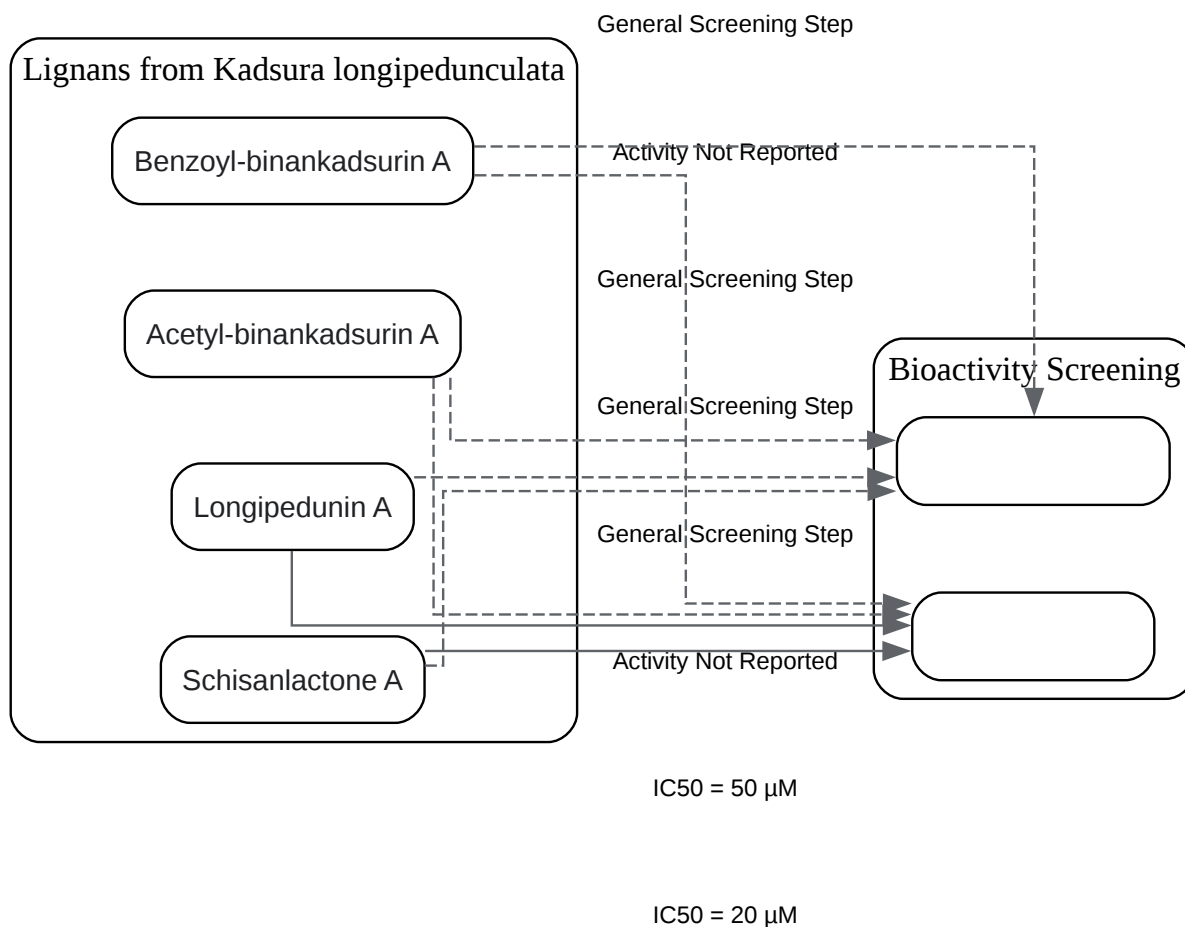 General Screening Step
Lignans from Kadsura longipedunculata
Benzoyl-binankadsurin A
Activity Not Reported
General Screening Step
Acetyl-binankadsurin A
Bioactivity Screening
General Screening Step
Longipedunin A
General Screening Step
Schisanlactone A
Activity Not Reported
IC50 = 50 µM
IC50 = 20 µM